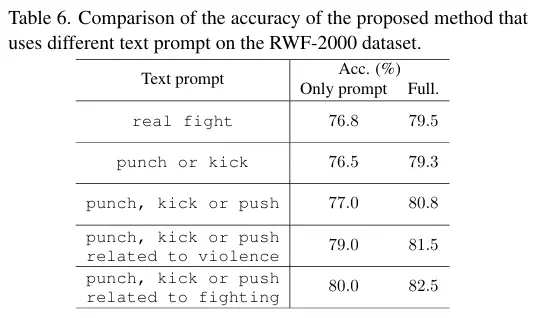 Table 6. Comparison of the accuracy of the proposed method that
uses different text prompt on the RWF-2000 dataset.
Text prompt Acc. (%)
Only prompt Full.
real fight 76.8 79.5
punch or kick 76.5 79.3
punch, kick or push 77.0 80.8
punch, kick or push
related to violence 79.0 81.5
punch, kick or push
related to fighting 80.0 82.5